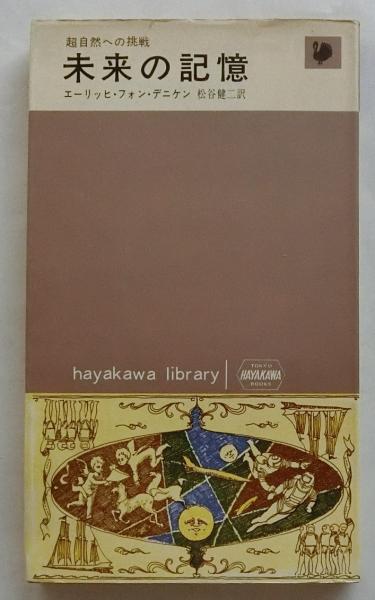 超自然への挑戦
未来の記憶
エーリッヒ・フォン・デニケン 松谷健二訳
hayakawa library
TOKYO
HAYAKAWA
BOOKS